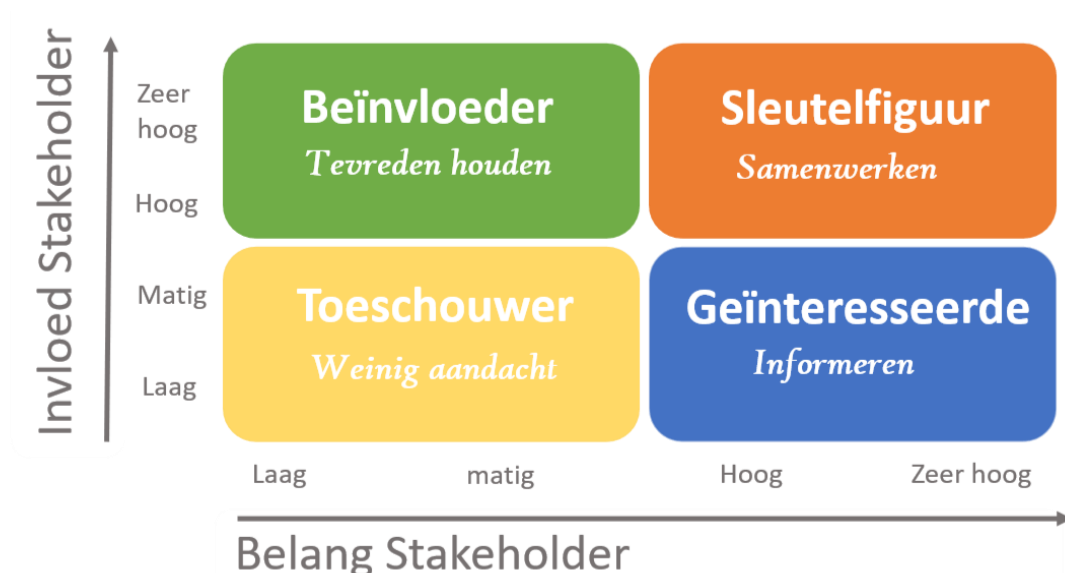 Invloed Stakeholder
Zeer
hoog
Hoog
Matig
Laag
Beïnvloeder
Tevreden houden
Sleutelfiguur
Samenwerken
Toeschouwer
Weinig aandacht
Geïnteresseerde
Informeren
Laag
matig
Hoog
Zeer hoog
Belang Stakeholder